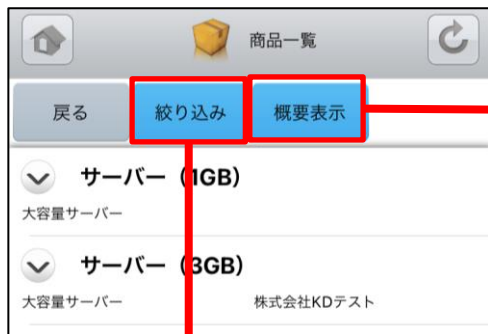 商品一覧
戻る 絞り込み 概要表示
サーバー（1GB）
大容量サーバー
サーバー（3GB）
大容量サーバー 株式会社KDテスト